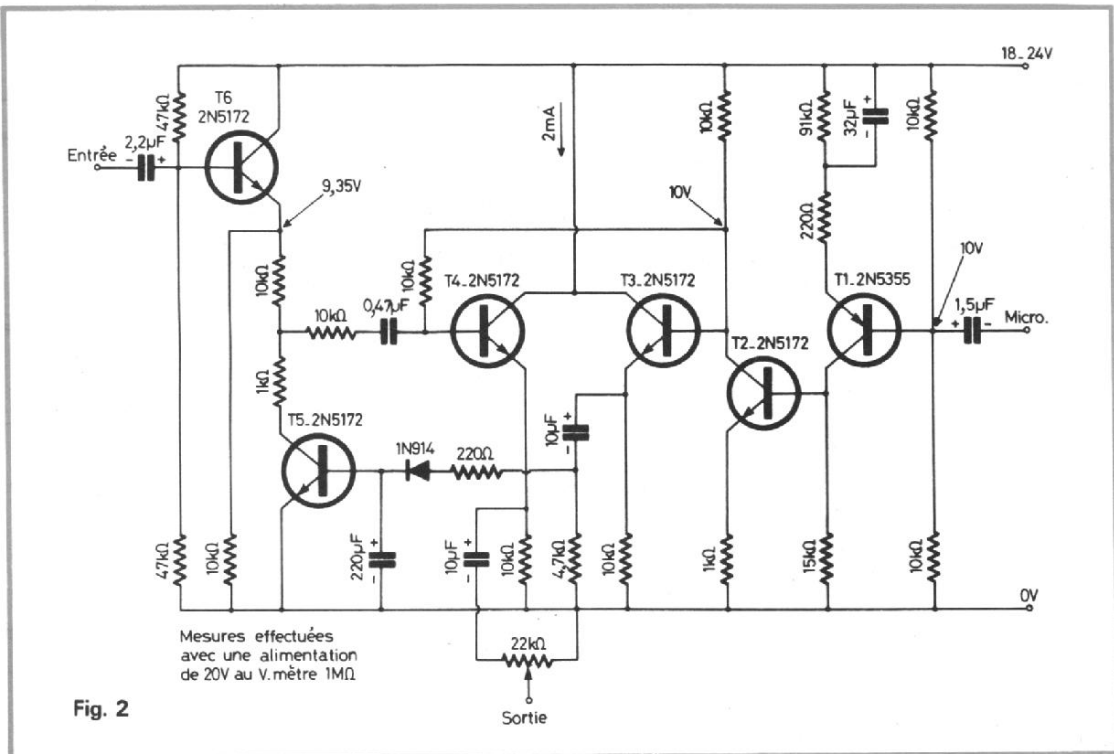 18_24V
T6
2N5172
47kΩ
2,2µF
- +
Entrée
9,35V
2mA
10kΩ
10V
91kΩ
32µF
+
-
10kΩ
220Ω
10V
10kΩ
10kΩ
0,47µF
10kΩ
T4_2N5172
T3_2N5172
T1_2N5355
1,5µF
+ -
Micro.
T2_2N5172
1kΩ
T5_2N5172
1N914
220Ω
10µF
+
-
47kΩ
10kΩ
220µF
+
-
10µF
+
-
10kΩ
4,7kΩ
10kΩ
1kΩ
15kΩ
10kΩ
0V
Mesures effectuées
avec une alimentation
de 20V au V.mètre 1MΩ
22kΩ
Sortie
Fig. 2